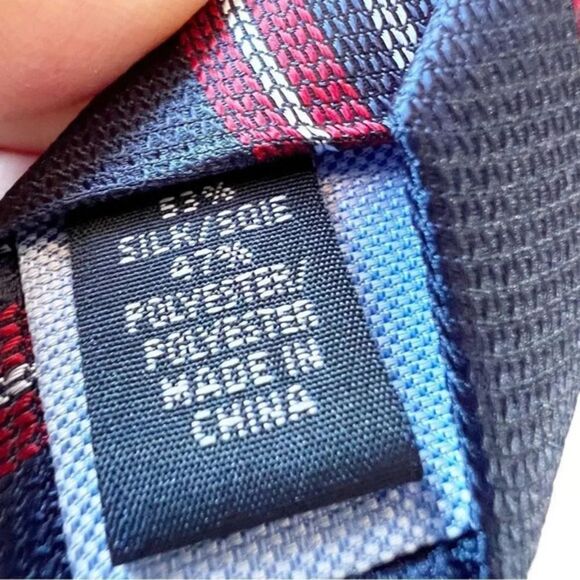 53%
SILK/SOIE
47%
POLYESTER/
POLYESTER
MADE IN
CHINA